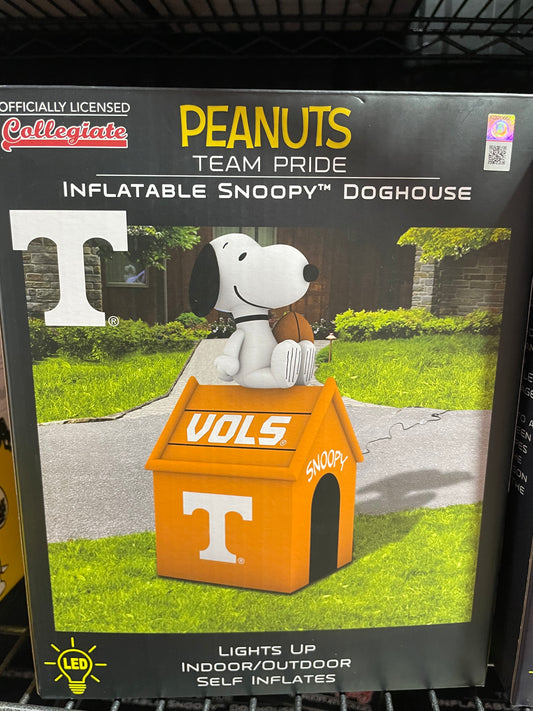 OFFICIALLY LICENSED
Collegiate
PEANUTS
TEAM PRIDE
INFLATABLE SNOOPY™ DOGHOUSE
T®
VOLS®
SNOOPY
T®
LED
LIGHTS UP
INDOOR/OUTDOOR
SELF INFLATES